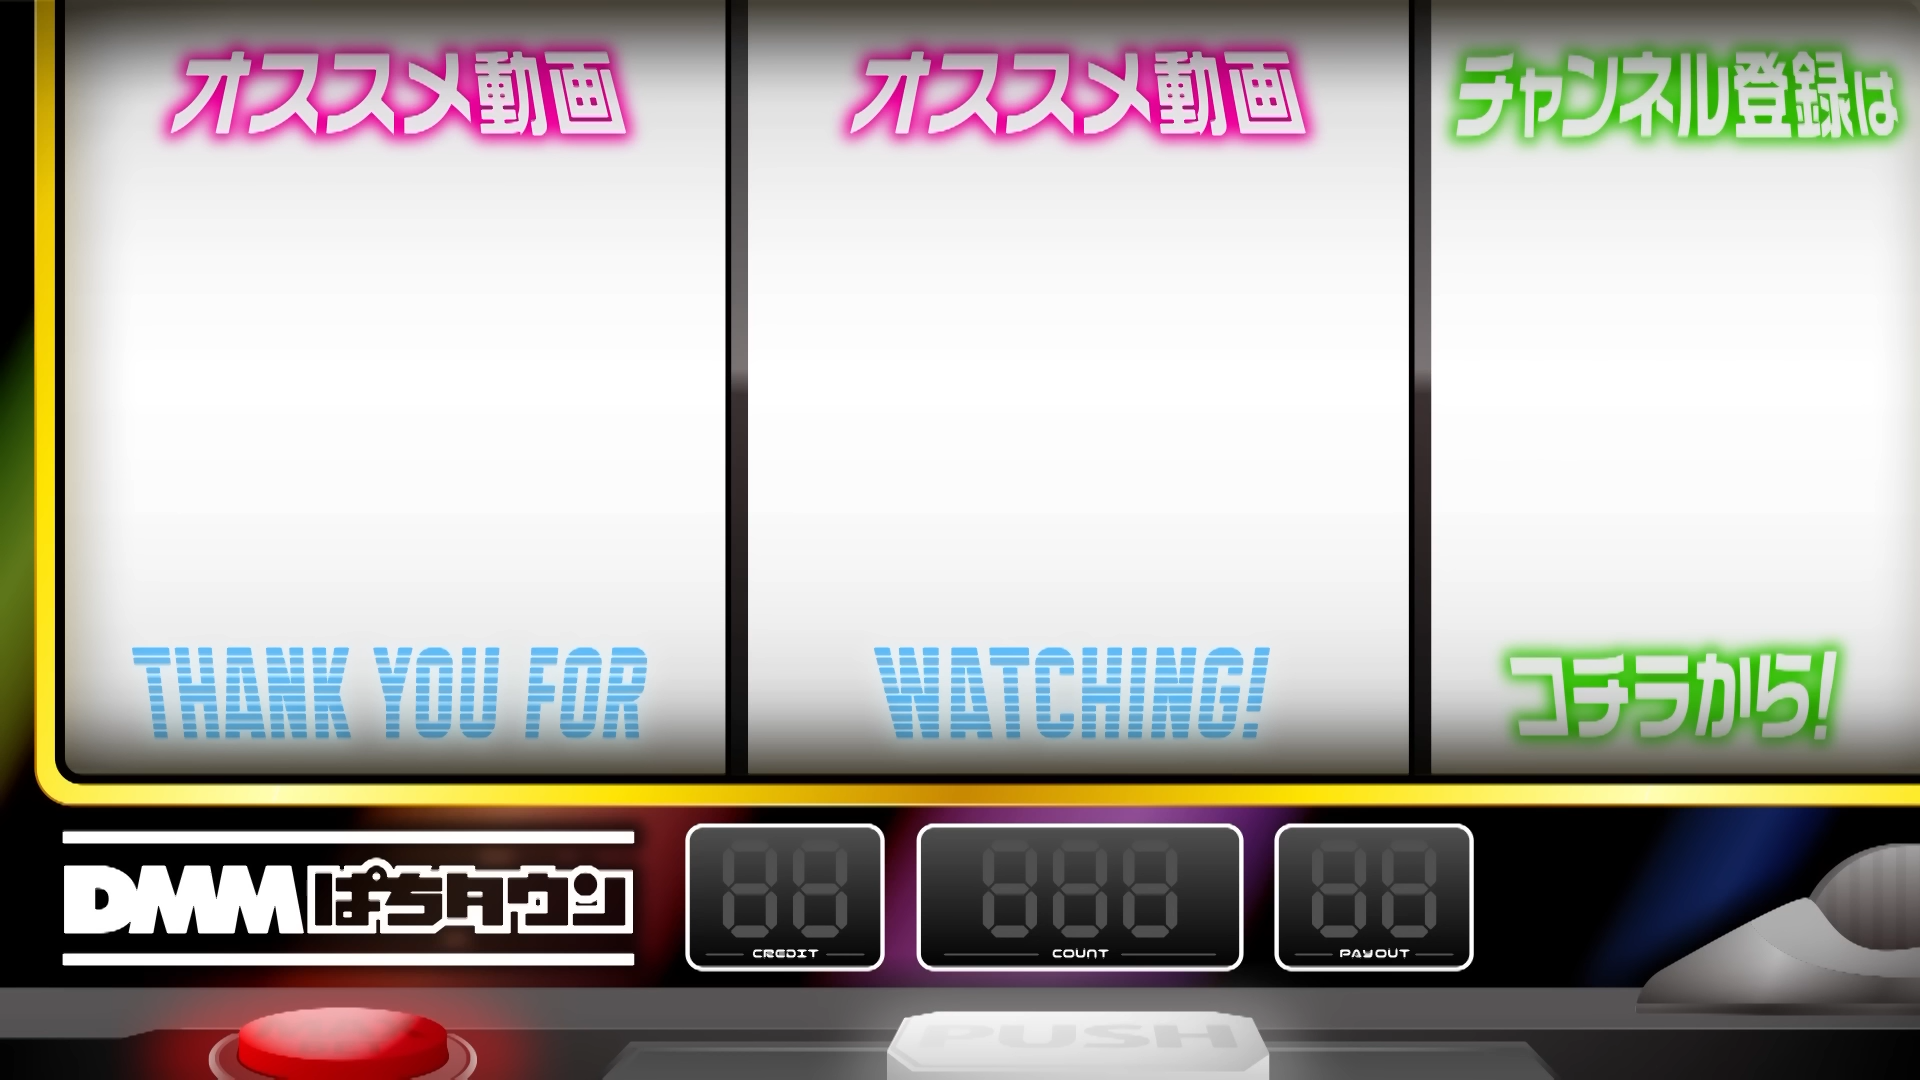 オススメ動画
オススメ動画
チャンネル登録は
THANK YOU FOR
WATCHING!
コチラから!
DMMぱちタウン
CREDIT
COUNT
PAYOUT
PUSH